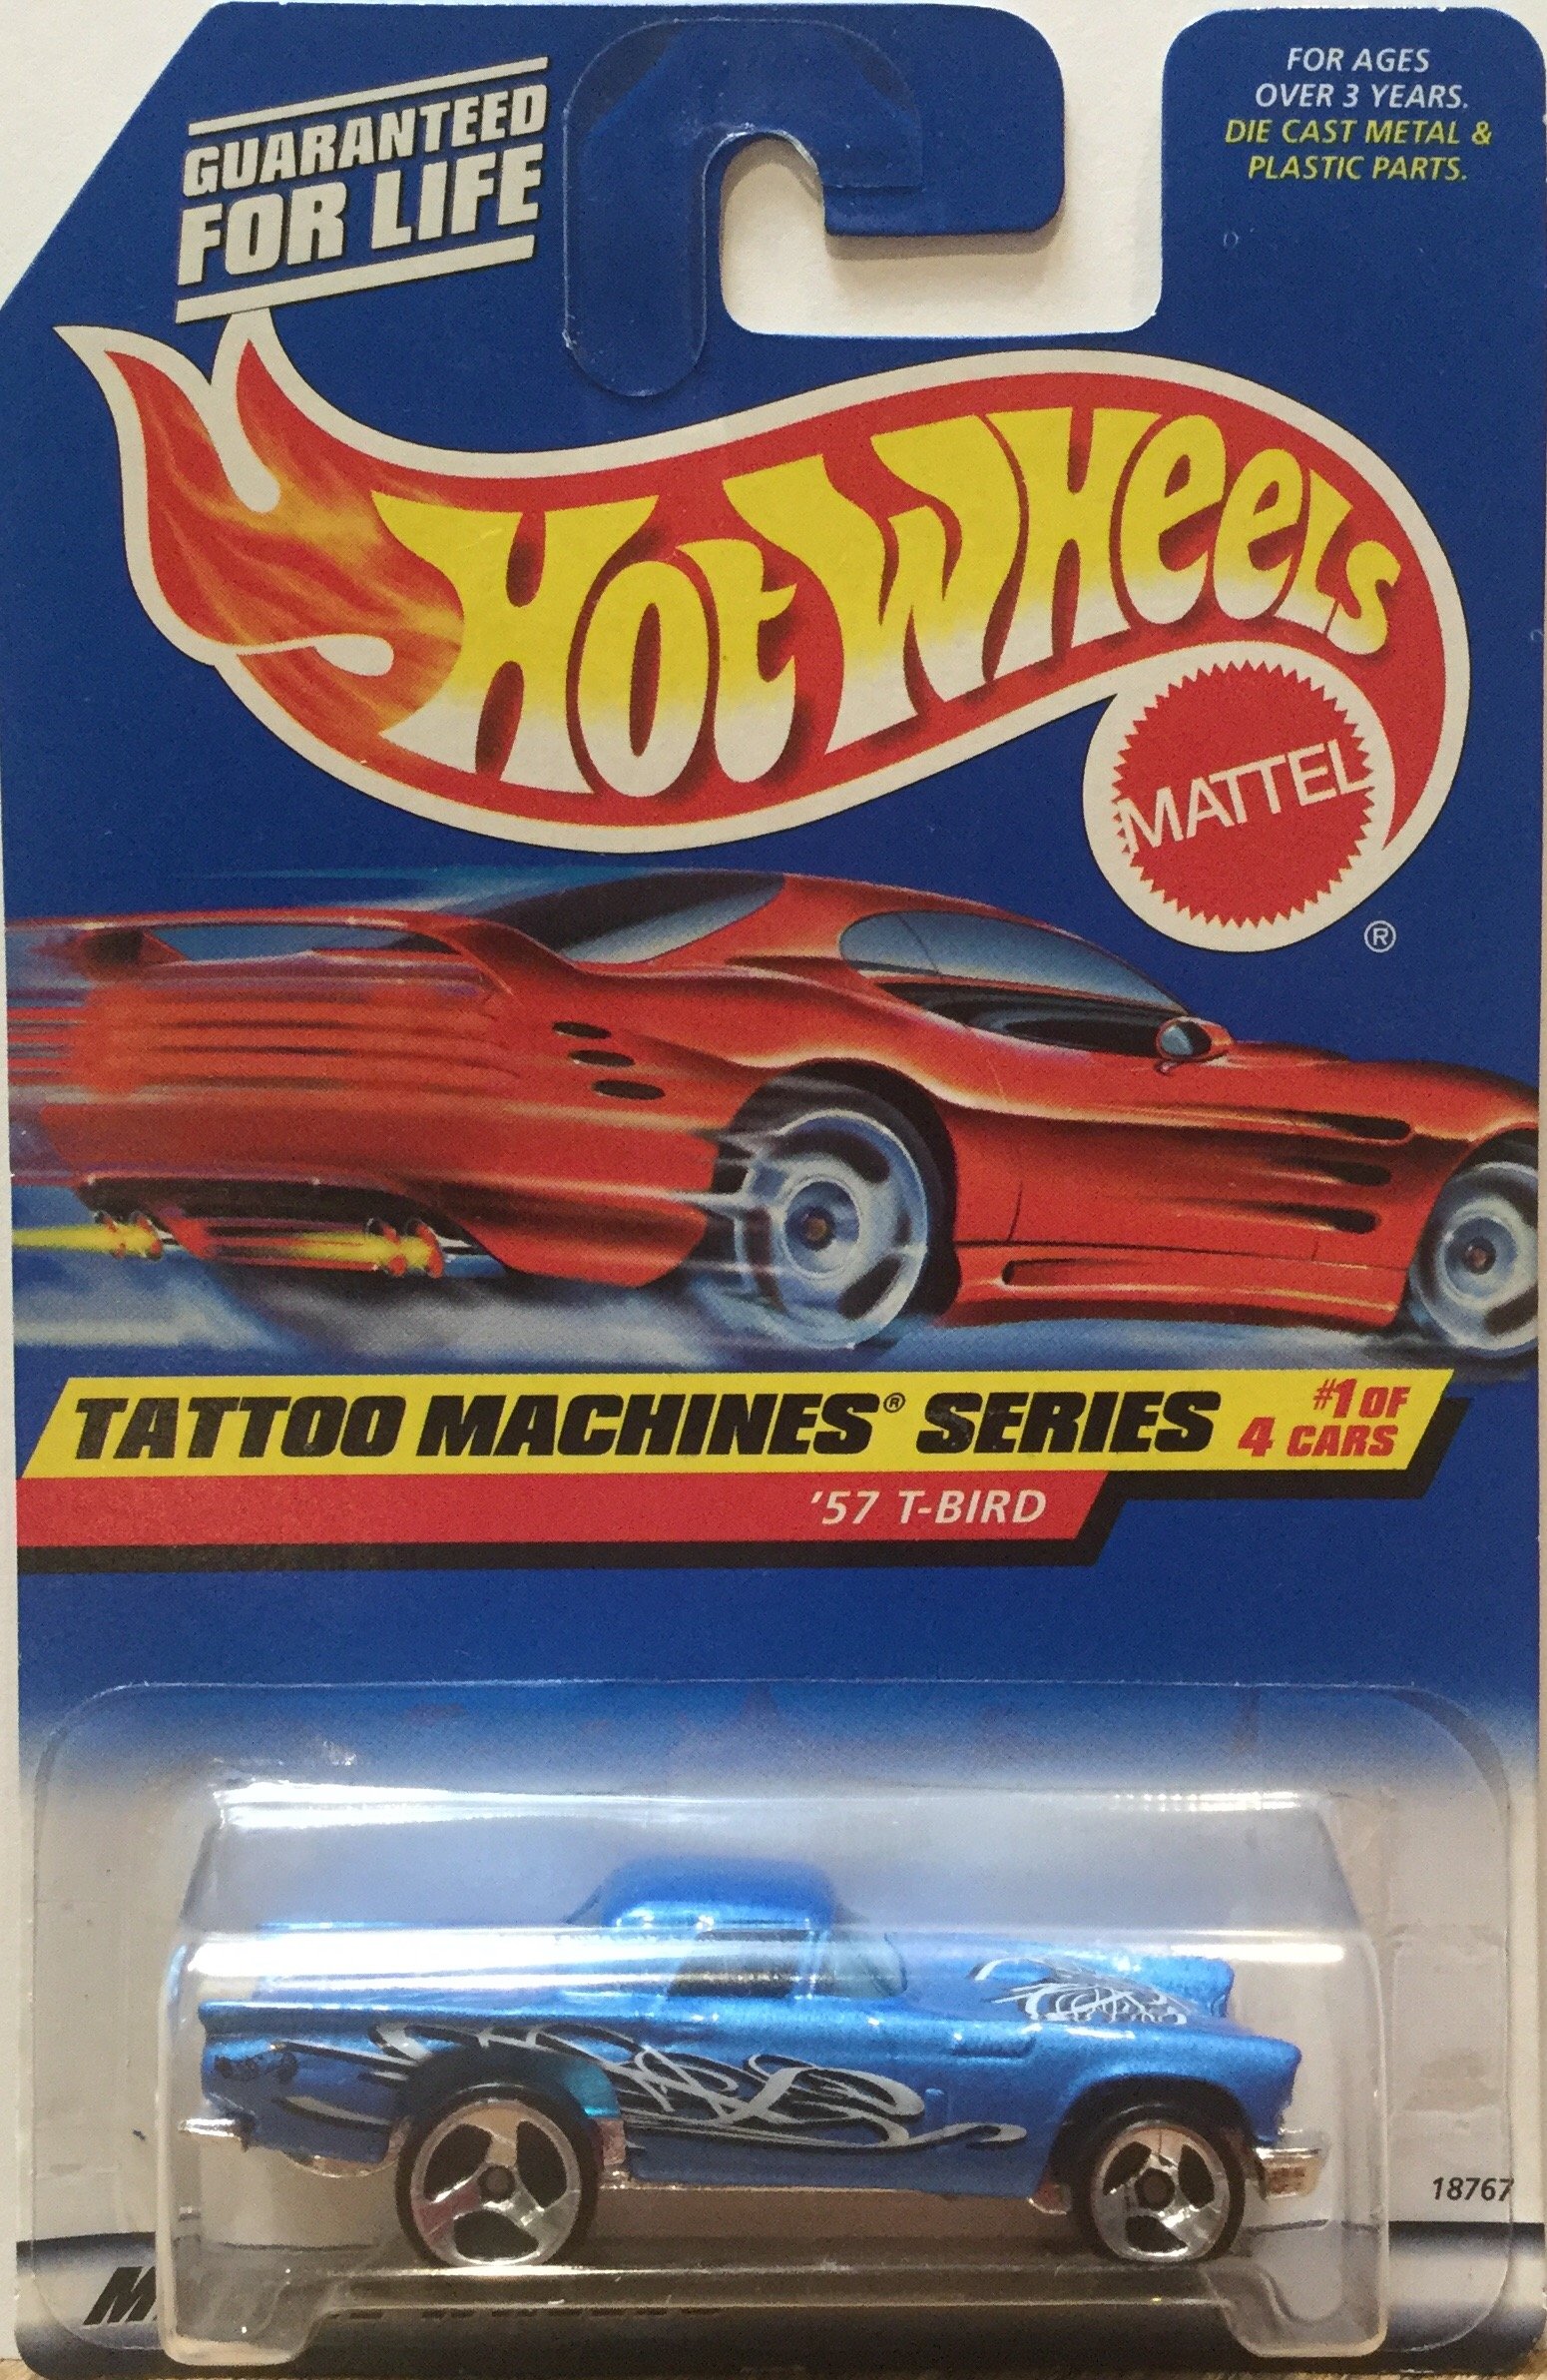 GUARANTEED
FOR LIFE
FOR AGES
OVER 3 YEARS.
DIE CAST METAL &
PLASTIC PARTS.
HOT WHEELS
MATTEL
®
TATTOO MACHINES® SERIES
#1 OF
4 CARS
'57 T-BIRD
18767